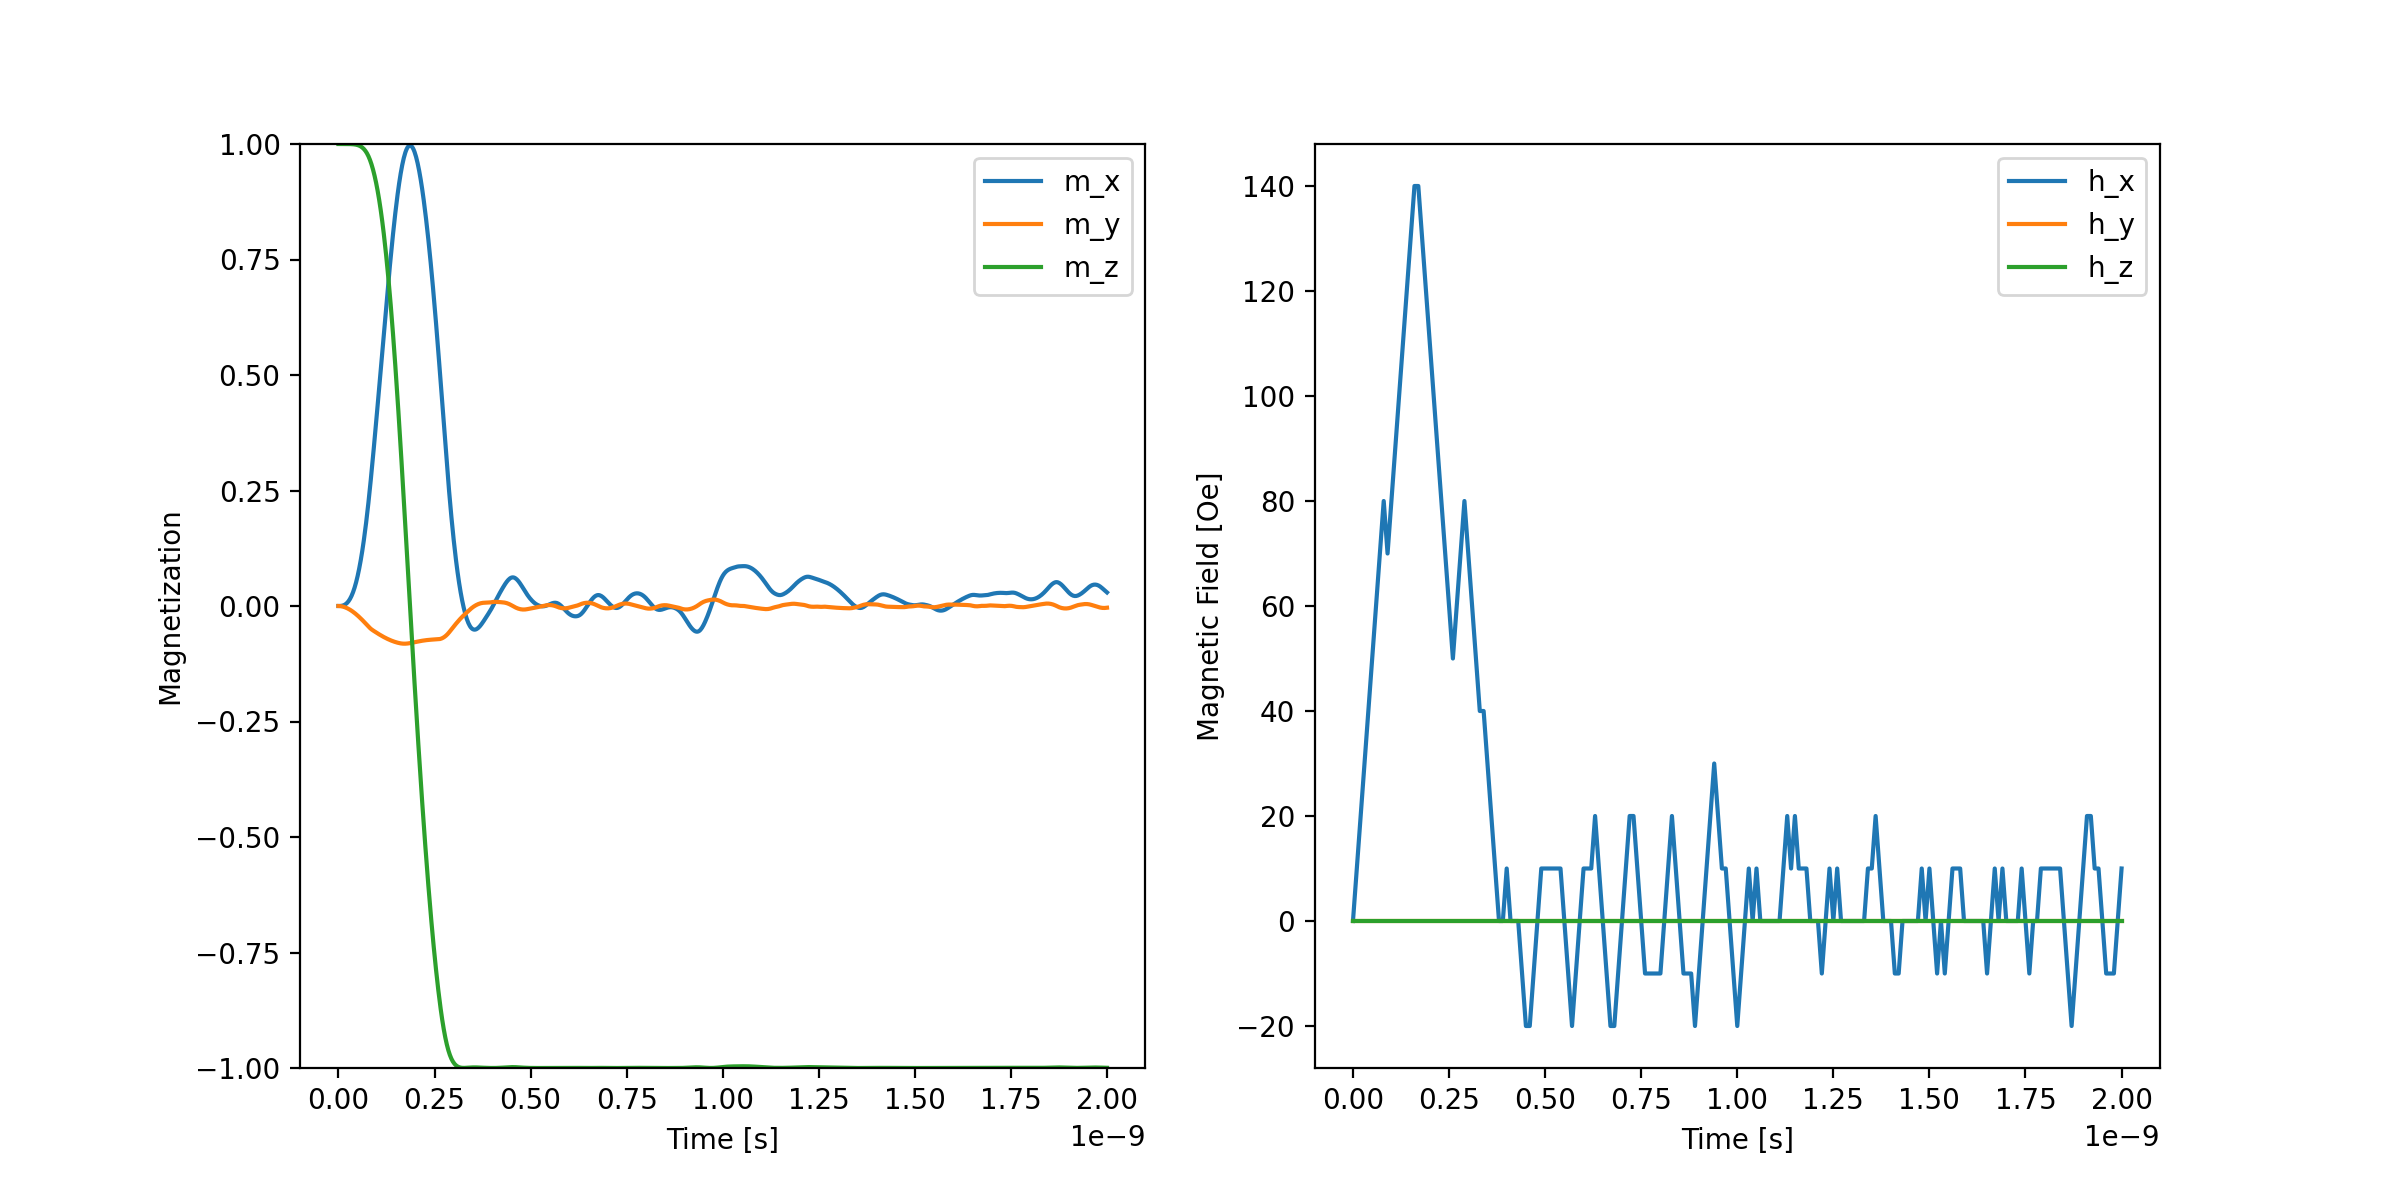 1.00
0.75
0.50
0.25
0.00
−0.25
−0.50
−0.75
−1.00
Magnetization
m_x
m_y
m_z
0.00 0.25 0.50 0.75 1.00 1.25 1.50 1.75 2.00
Time [s]
1e−9
140
120
100
80
60
40
20
0
−20
Magnetic Field [Oe]
h_x
h_y
h_z
0.00 0.25 0.50 0.75 1.00 1.25 1.50 1.75 2.00
Time [s]
1e−9